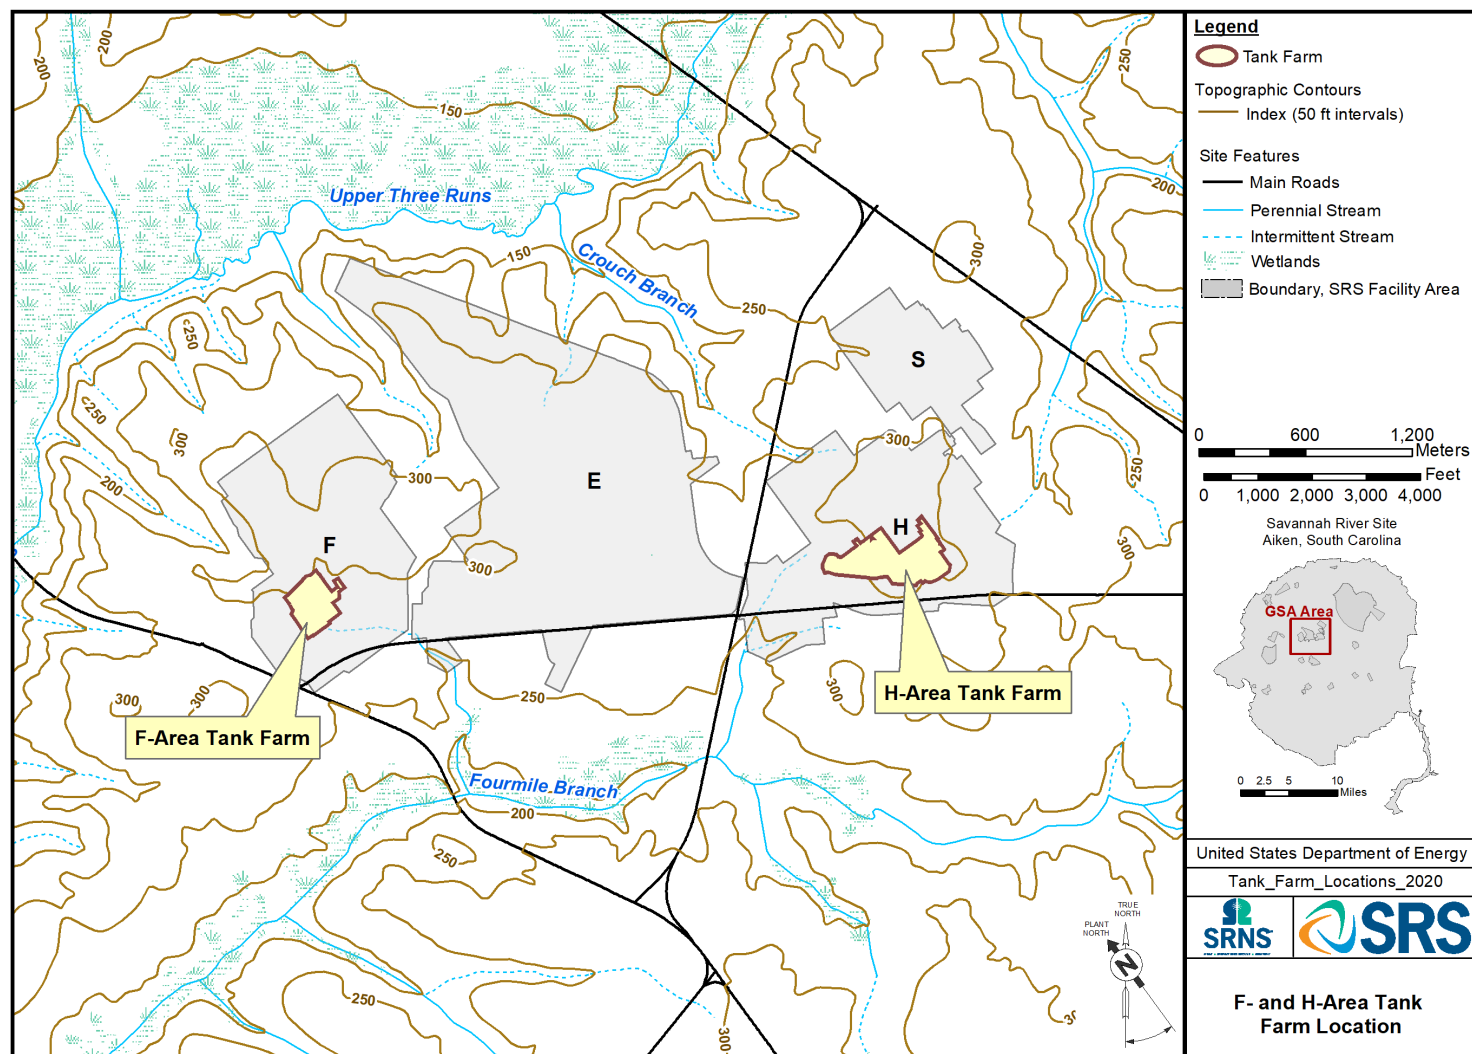 200
200
150
Upper Three Runs
150
Crouch Branch
250
300
250
200
<250
<250
300
200
300
300
300
250
300
S
E
F
H
F-Area Tank Farm
H-Area Tank Farm
300
300
300
250
Fourmile Branch
200
250
250
300
TRUE
NORTH
PLANT
NORTH
N
Legend
Tank Farm
Topographic Contours
Index (50 ft intervals)
Site Features
Main Roads
Perennial Stream
Intermittent Stream
Wetlands
Boundary, SRS Facility Area
0 600 1,200
Meters
Feet
0 1,000 2,000 3,000 4,000
Savannah River Site
Aiken, South Carolina
GSA Area
0 2.5 5 10
Miles
United States Department of Energy
Tank_Farm_Locations_2020
SRNS
SRS
F- and H-Area Tank
Farm Location